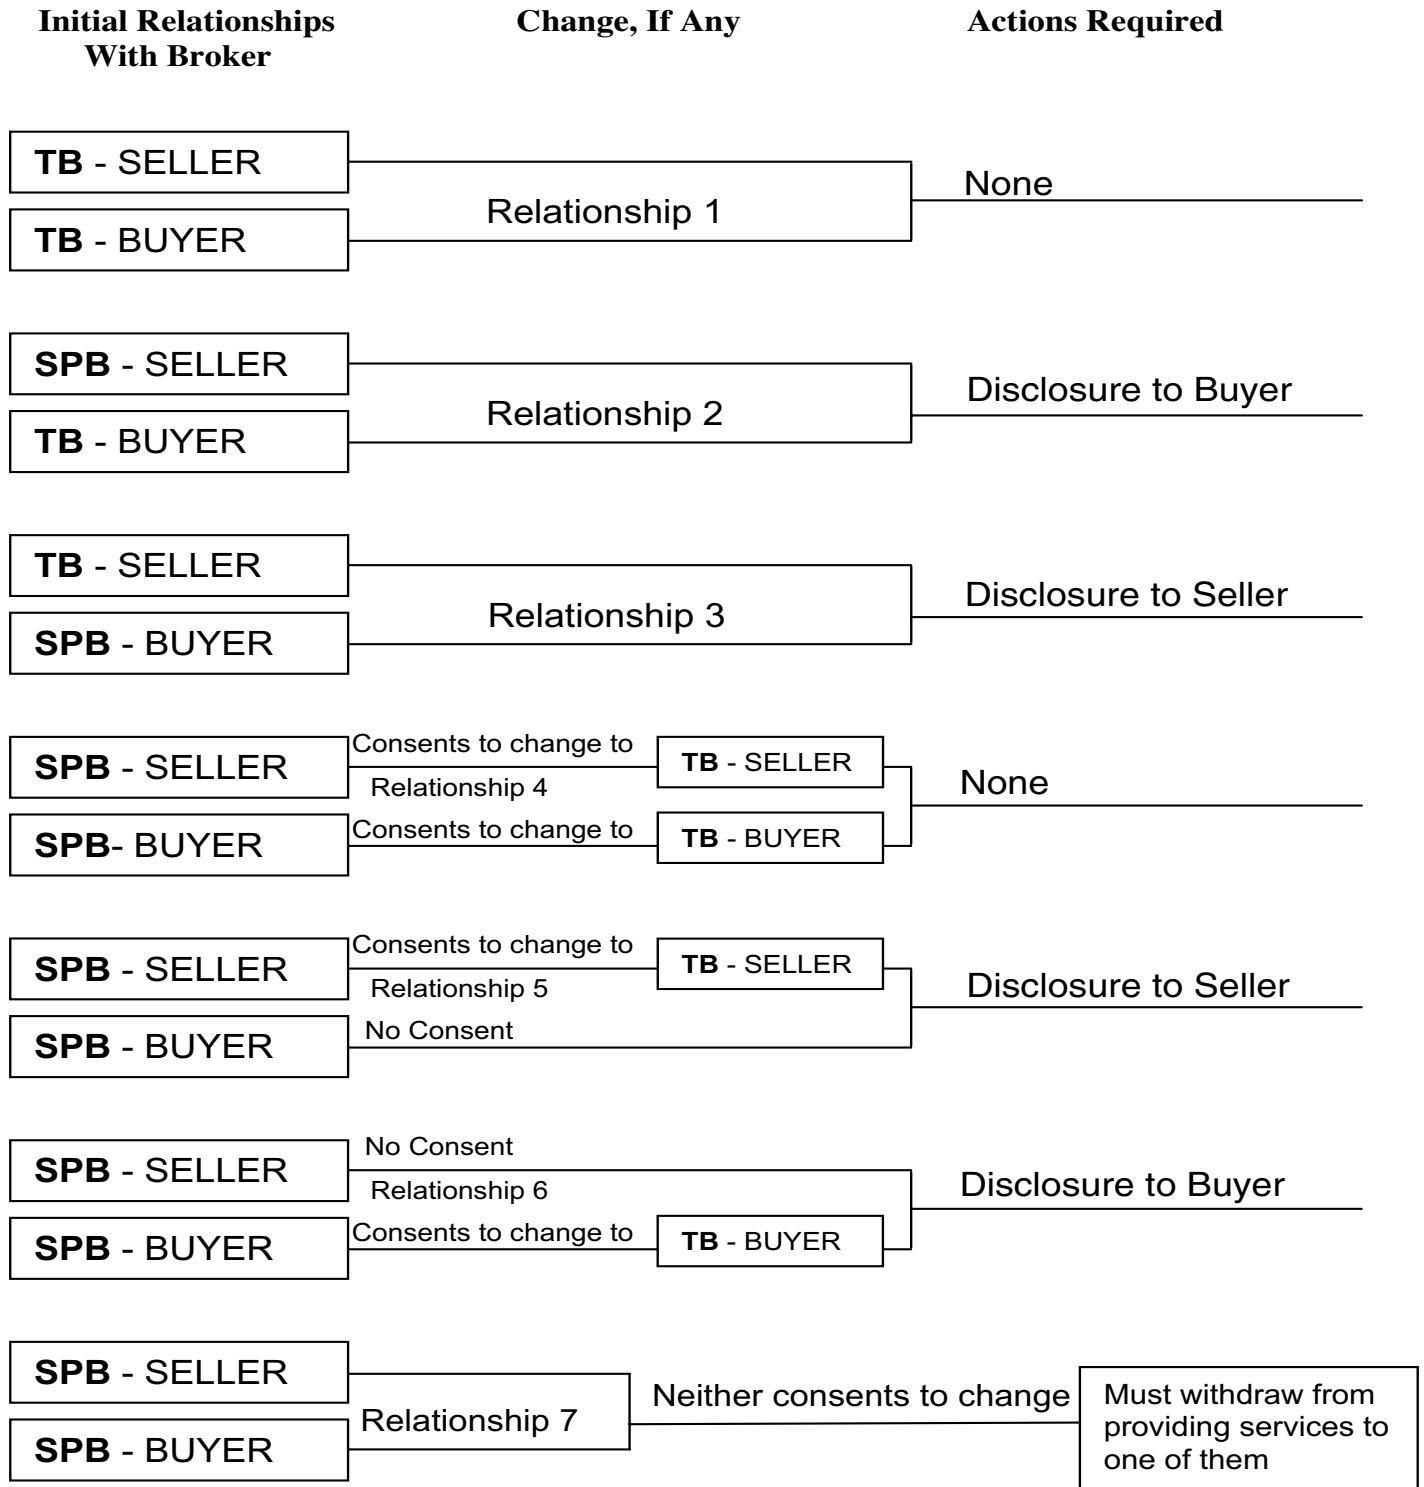 Initial Relationships
With Broker
Change, If Any
Actions Required
TB - SELLER
TB - BUYER
Relationship 1
None
SPB - SELLER
TB - BUYER
Relationship 2
Disclosure to Buyer
TB - SELLER
SPB - BUYER
Relationship 3
Disclosure to Seller
SPB - SELLER
Consents to change to
TB - SELLER
Relationship 4
SPB- BUYER
Consents to change to
TB - BUYER
None
SPB - SELLER
Consents to change to
TB - SELLER
Relationship 5
SPB - BUYER
No Consent
Disclosure to Seller
SPB - SELLER
No Consent
Relationship 6
SPB - BUYER
Consents to change to
TB - BUYER
Disclosure to Buyer
SPB - SELLER
SPB - BUYER
Relationship 7
Neither consents to change
Must withdraw from
providing services to
one of them